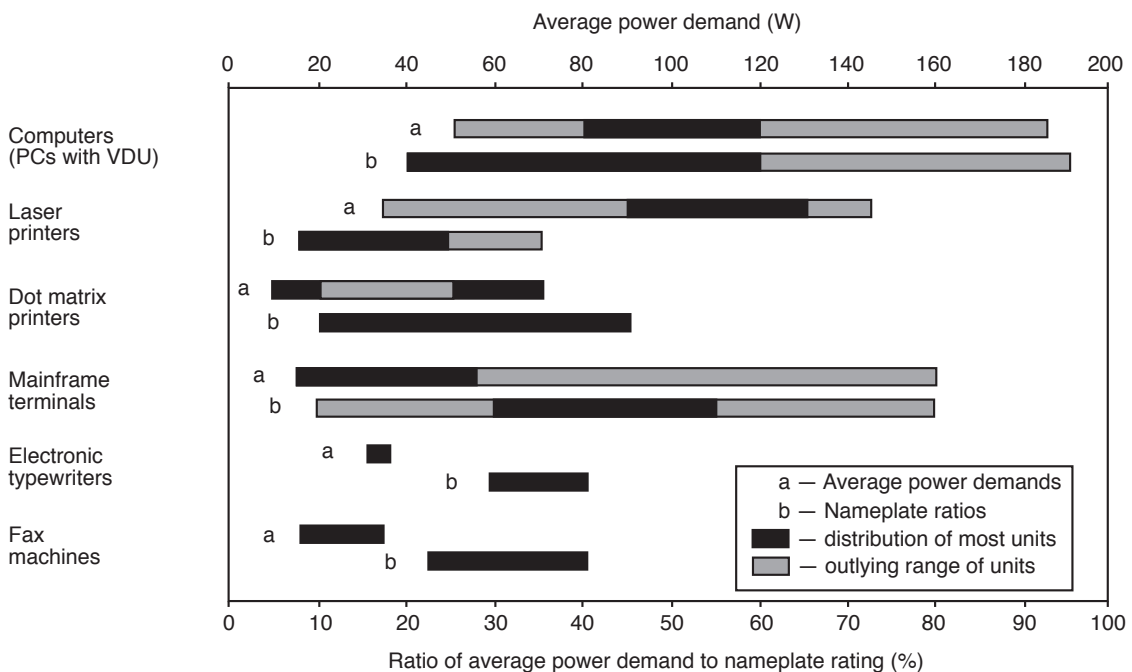 Average power demand (W)
0 20 40 60 80 100 120 140 160 180 200
Computers
(PCs with VDU)
a
b
Laser
printers
a
b
Dot matrix
printers
a
b
Mainframe
terminals
a
b
Electronic
typewriters
a
b
Fax
machines
a
b
a — Average power demands
b — Nameplate ratios
— distribution of most units
— outlying range of units
0 10 20 30 40 50 60 70 80 90 100
Ratio of average power demand to nameplate rating (%)